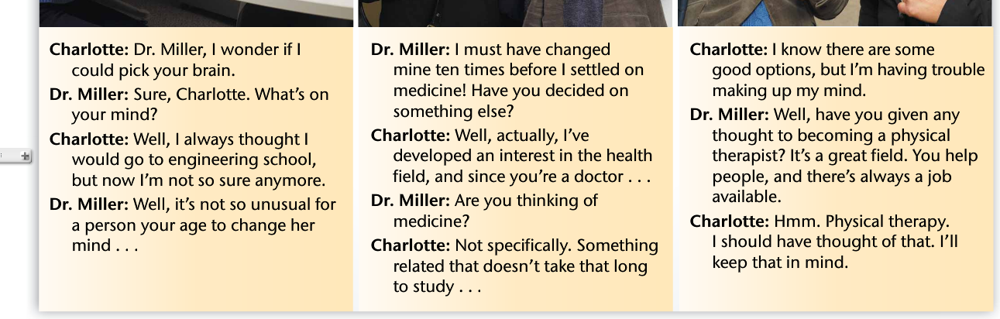 Charlotte: Dr. Miller, I wonder if I
could pick your brain.
Dr. Miller: Sure, Charlotte. What’s on
your mind?
Charlotte: Well, I always thought I
would go to engineering school,
but now I’m not so sure anymore.
Dr. Miller: Well, it’s not so unusual for
a person your age to change her
mind . . .
Dr. Miller: I must have changed
mine ten times before I settled on
medicine! Have you decided on
something else?
Charlotte: Well, actually, I’ve
developed an interest in the health
field, and since you’re a doctor . . .
Dr. Miller: Are you thinking of
medicine?
Charlotte: Not specifically. Something
related that doesn’t take that long
to study . . .
Charlotte: I know there are some
good options, but I’m having trouble
making up my mind.
Dr. Miller: Well, have you given any
thought to becoming a physical
therapist? It’s a great field. You help
people, and there’s always a job
available.
Charlotte: Hmm. Physical therapy.
I should have thought of that. I’ll
keep that in mind.